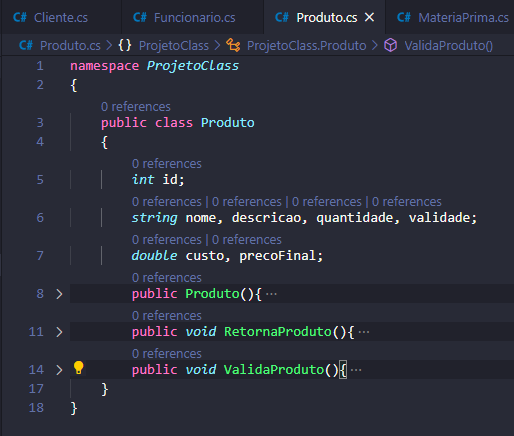 Cliente.cs Funcionario.cs Produto.cs MateriaPrima.cs
Produto.cs > {} ProjetoClass > ProjetoClass.Produto > ValidaProduto()
1 namespace ProjetoClass
2 {
0 references
3 public class Produto
4 {
0 references
5 int id;
0 references | 0 references | 0 references | 0 references
6 string nome, descricao, quantidade, validade;
0 references | 0 references
7 double custo, precoFinal;
0 references
8 public Produto(){ ···
0 references
11 public void RetornaProduto(){ ···
0 references
14 public void ValidaProduto(){ ···
17 }
18 }